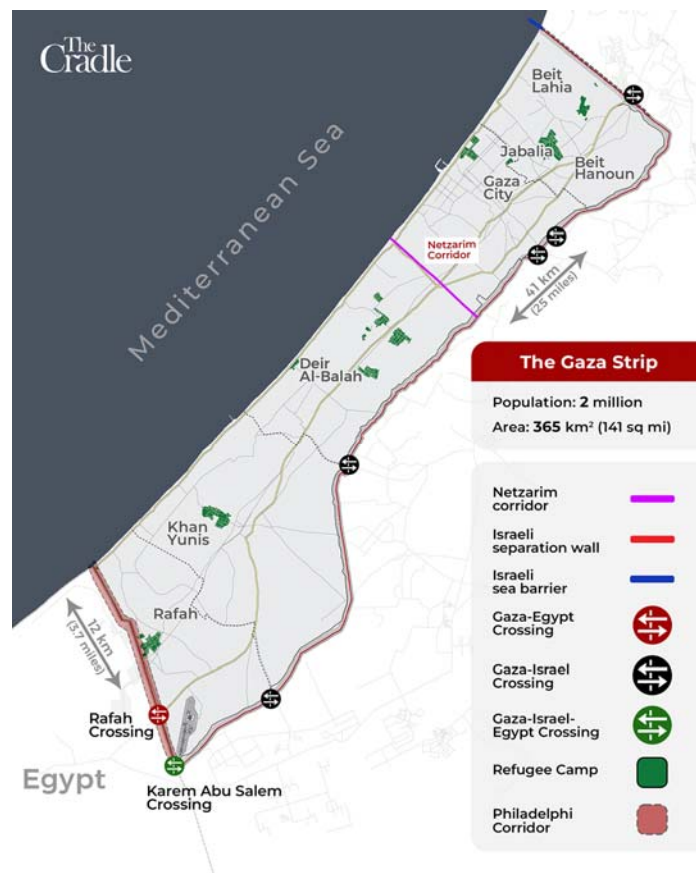 The
Cradle
Mediterranean Sea
Beit
Lahia
Jabalia
Beit
Hanoun
Gaza
City
Netzarim
Corridor
41 km
(25 miles)
Deir
Al-Balah
Khan
Yunis
Rafah
12 km
(3.7 miles)
Rafah
Crossing
Egypt
Karem Abu Salem
Crossing
The Gaza Strip
Population: 2 million
Area: 365 km² (141 sq mi)
Netzarim
corridor
Israeli
separation wall
Israeli
sea barrier
Gaza-Egypt
Crossing
Gaza-Israel
Crossing
Gaza-Israel-
Egypt Crossing
Refugee Camp
Philadelphi
Corridor